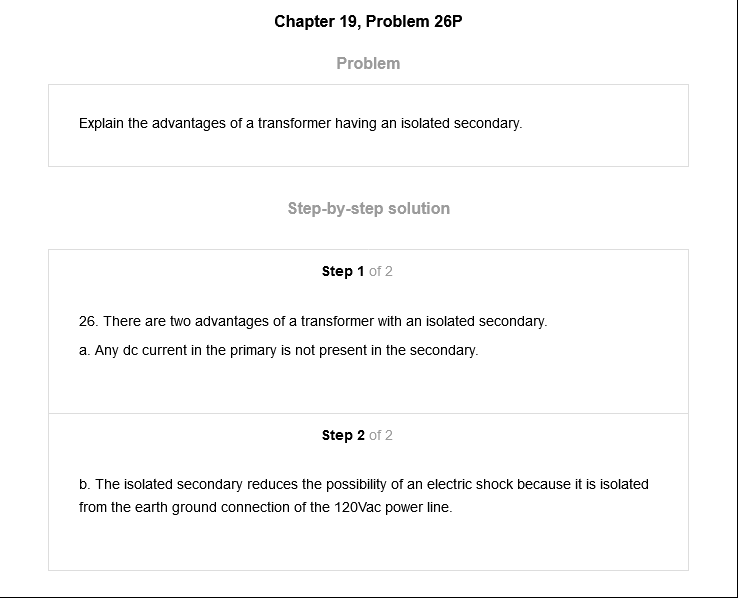 Chapter 19, Problem 26P
Problem
Explain the advantages of a transformer having an isolated secondary.
Step-by-step solution
Step 1 of 2
26. There are two advantages of a transformer with an isolated secondary.
a. Any dc current in the primary is not present in the secondary.
Step 2 of 2
b. The isolated secondary reduces the possibility of an electric shock because it is isolated
from the earth ground connection of the 120Vac power line.